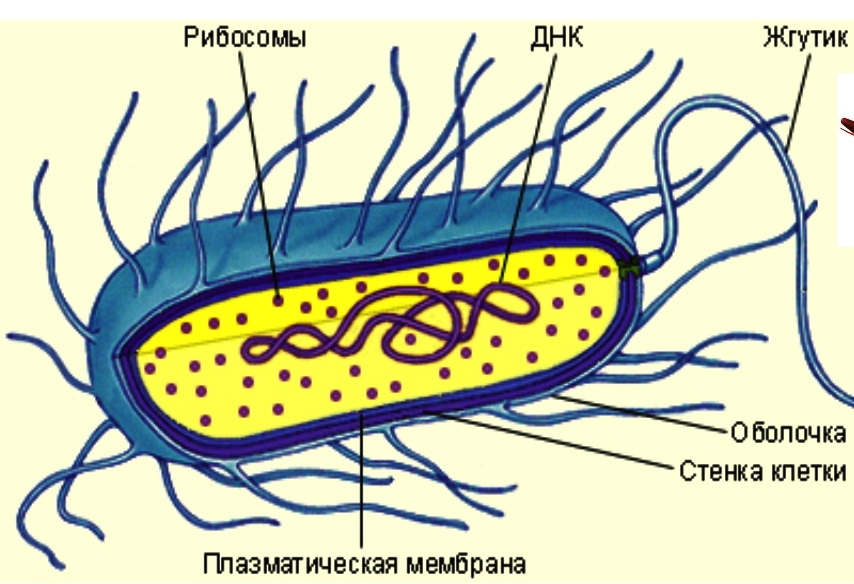 Рибосомы
ДНК
Жгутик
Оболочка
Стенка клетки
Плазматическая мембрана